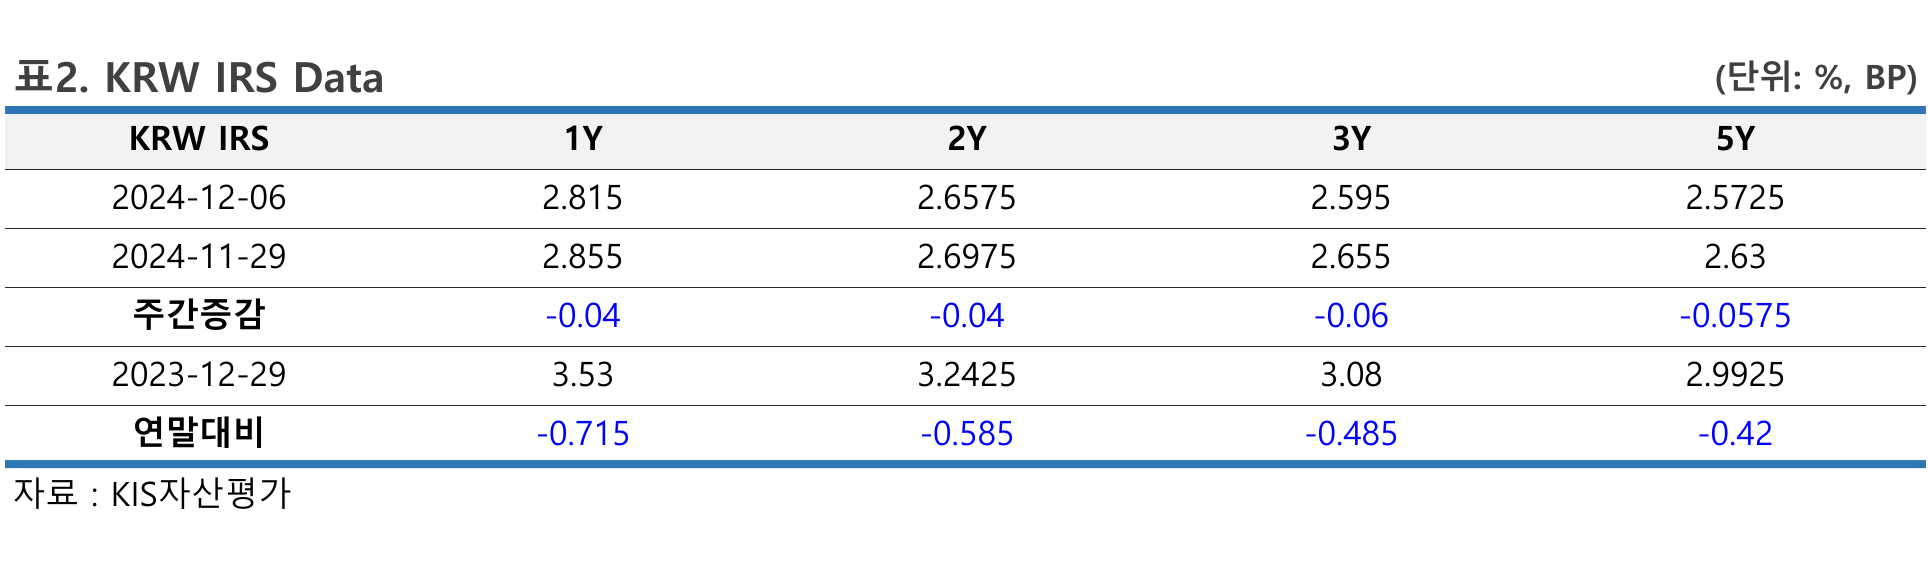 표2. KRW IRS Data (단위: %, BP)
KRW IRS 1Y 2Y 3Y 5Y
2024-12-06 2.815 2.6575 2.595 2.5725
2024-11-29 2.855 2.6975 2.655 2.63
주간증감 -0.04 -0.04 -0.06 -0.0575
2023-12-29 3.53 3.2425 3.08 2.9925
연말대비 -0.715 -0.585 -0.485 -0.42
자료 : KIS자산평가